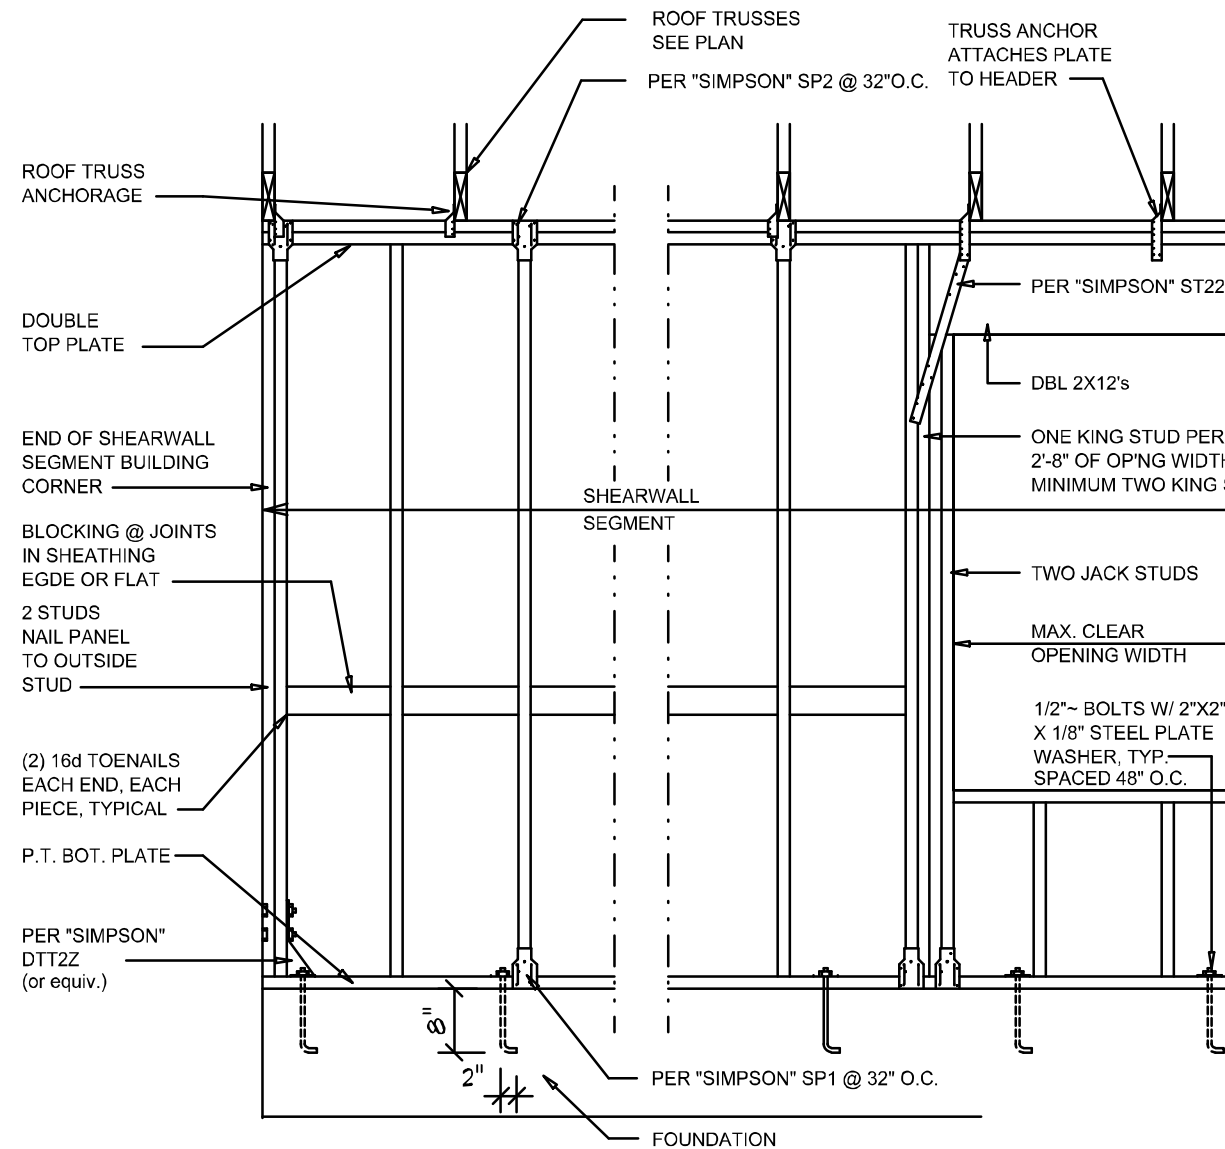 ROOF TRUSSES
SEE PLAN
PER "SIMPSON" SP2 @ 32"O.C.
TRUSS ANCHOR
ATTACHES PLATE
TO HEADER
ROOF TRUSS
ANCHORAGE
DOUBLE
TOP PLATE
PER "SIMPSON" ST22
DBL 2X12's
END OF SHEARWALL
SEGMENT BUILDING
CORNER
ONE KING STUD PER
2'-8" OF OP'NG WIDTH
MINIMUM TWO KING S
SHEARWALL
SEGMENT
BLOCKING @ JOINTS
IN SHEATHING
EGDE OR FLAT
TWO JACK STUDS
2 STUDS
NAIL PANEL
TO OUTSIDE
STUD
MAX. CLEAR
OPENING WIDTH
1/2"~ BOLTS W/ 2"X2"
X 1/8" STEEL PLATE
WASHER, TYP.
SPACED 48" O.C.
(2) 16d TOENAILS
EACH END, EACH
PIECE, TYPICAL
P.T. BOT. PLATE
PER "SIMPSON"
DTT2Z
(or equiv.)
8"
2"
PER "SIMPSON" SP1 @ 32" O.C.
FOUNDATION